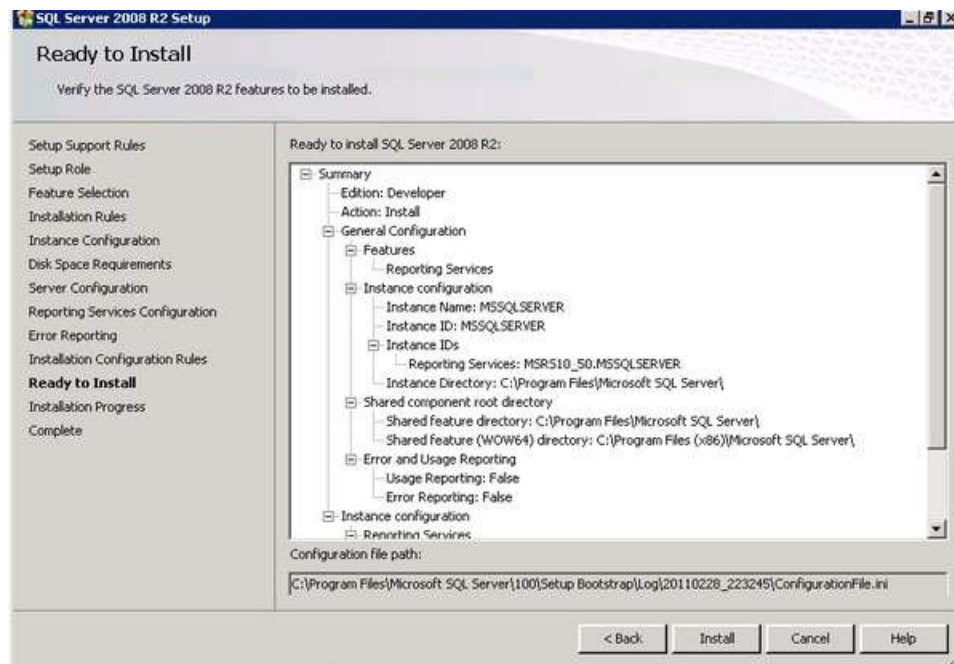 SQL Server 2008 R2 Setup
Ready to Install
Verify the SQL Server 2008 R2 features to be installed.
Setup Support Rules
Setup Role
Feature Selection
Installation Rules
Instance Configuration
Disk Space Requirements
Server Configuration
Reporting Services Configuration
Error Reporting
Installation Configuration Rules
Ready to Install
Installation Progress
Complete
Ready to install SQL Server 2008 R2:
Summary
Edition: Developer
Action: Install
General Configuration
Features
Reporting Services
Instance configuration
Instance Name: MSSQLSERVER
Instance ID: MSSQLSERVER
Instance IDs
Reporting Services: MSRS10_50.MSSQLSERVER
Instance Directory: C:\Program Files\Microsoft SQL Server\
Shared component root directory
Shared feature directory: C:\Program Files\Microsoft SQL Server\
Shared feature (WOW64) directory: C:\Program Files (x86)\Microsoft SQL Server\
Error and Usage Reporting
Usage Reporting: False
Error Reporting: False
Instance configuration
Reporting Services
Configuration file path:
C:\Program Files\Microsoft SQL Server\100\Setup Bootstrap\Log\20110228_223245\ConfigurationFile.ini
< Back
Install
Cancel
Help